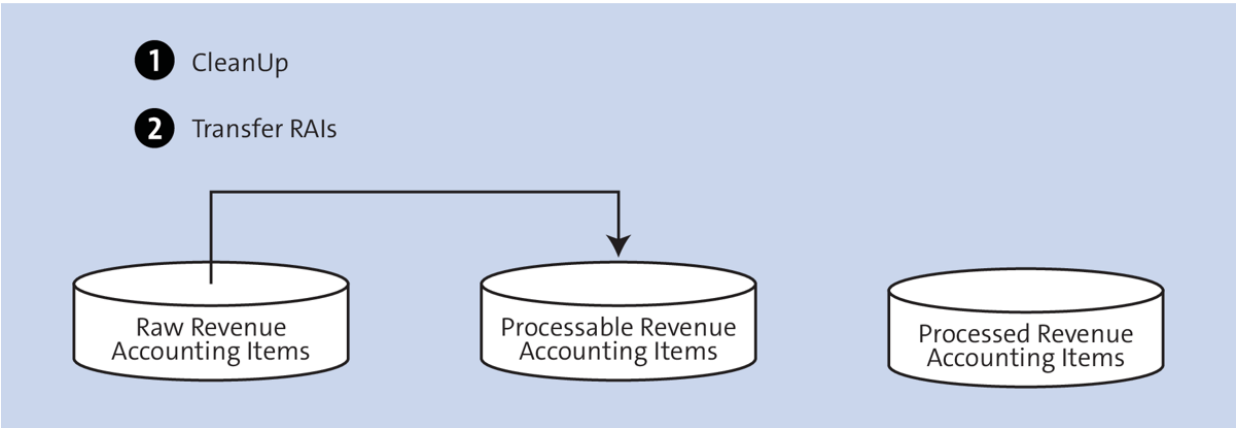 1 CleanUp
2 Transfer RAIs
Raw Revenue
Accounting Items
Processable Revenue
Accounting Items
Processed Revenue
Accounting Items